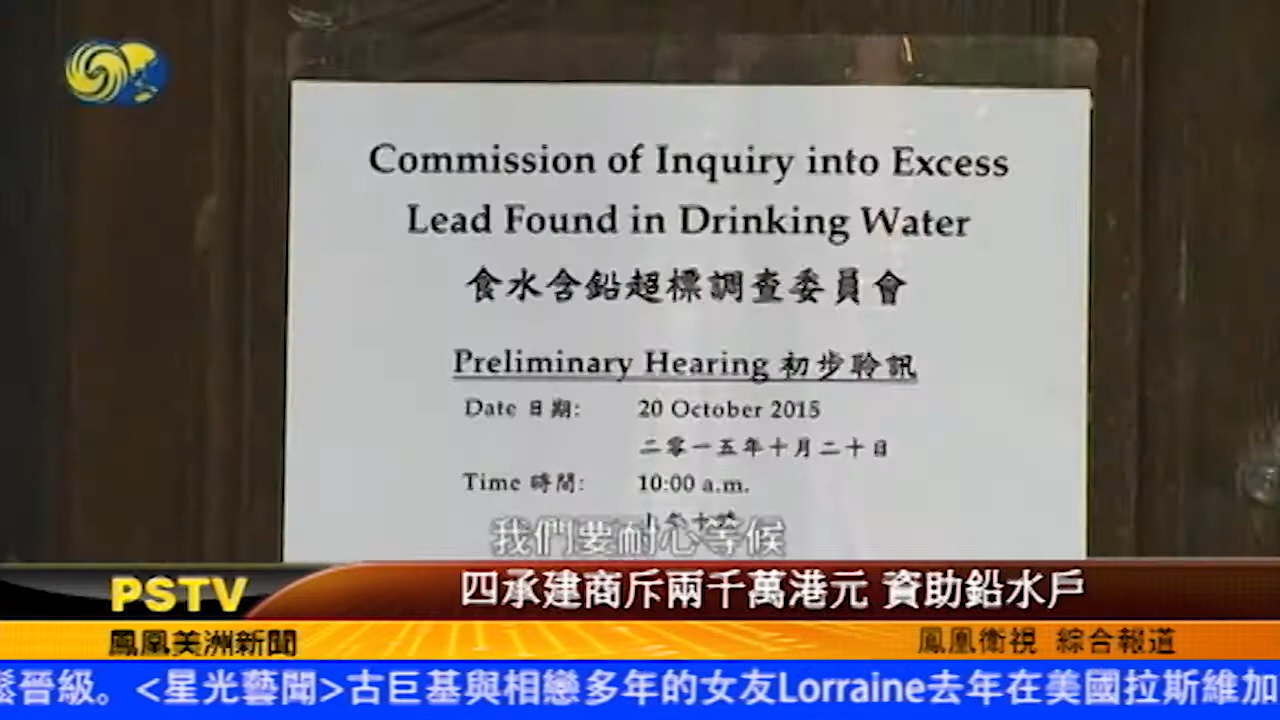 Commission of Inquiry into Excess
Lead Found in Drinking Water
食水含鉛超標調查委員會
Preliminary Hearing 初步聆訊
Date 日期: 20 October 2015
二零一五年十月二十日
Time 時間: 10:00 a.m.
我們要耐心等候
PSTV 四承建商斥兩千萬港元 資助鉛水戶
鳳凰美洲新聞 鳳凰衛視 綜合報道
鬆晉級。<星光藝聞>古巨基與相戀多年的女友Lorraine去年在美國拉斯維加